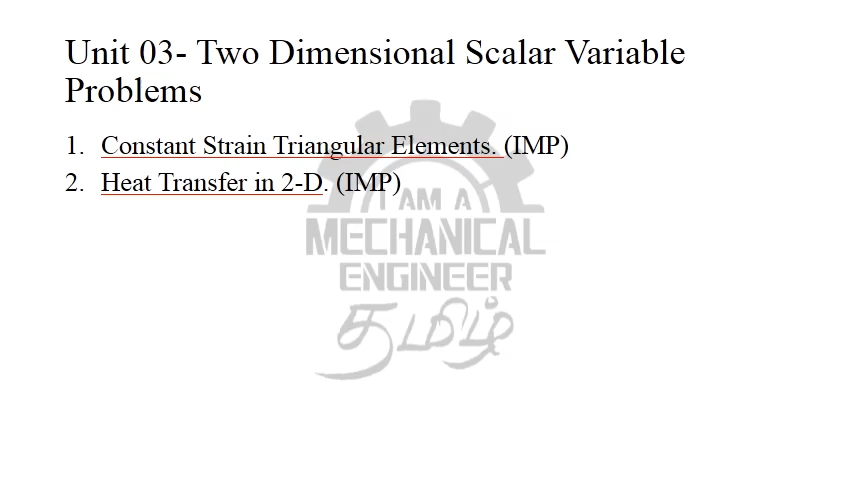 Unit 03- Two Dimensional Scalar Variable
Problems
1. Constant Strain Triangular Elements. (IMP)
2. Heat Transfer in 2-D. (IMP)
I AM A
MECHANICAL
ENGINEER
தமிழ்